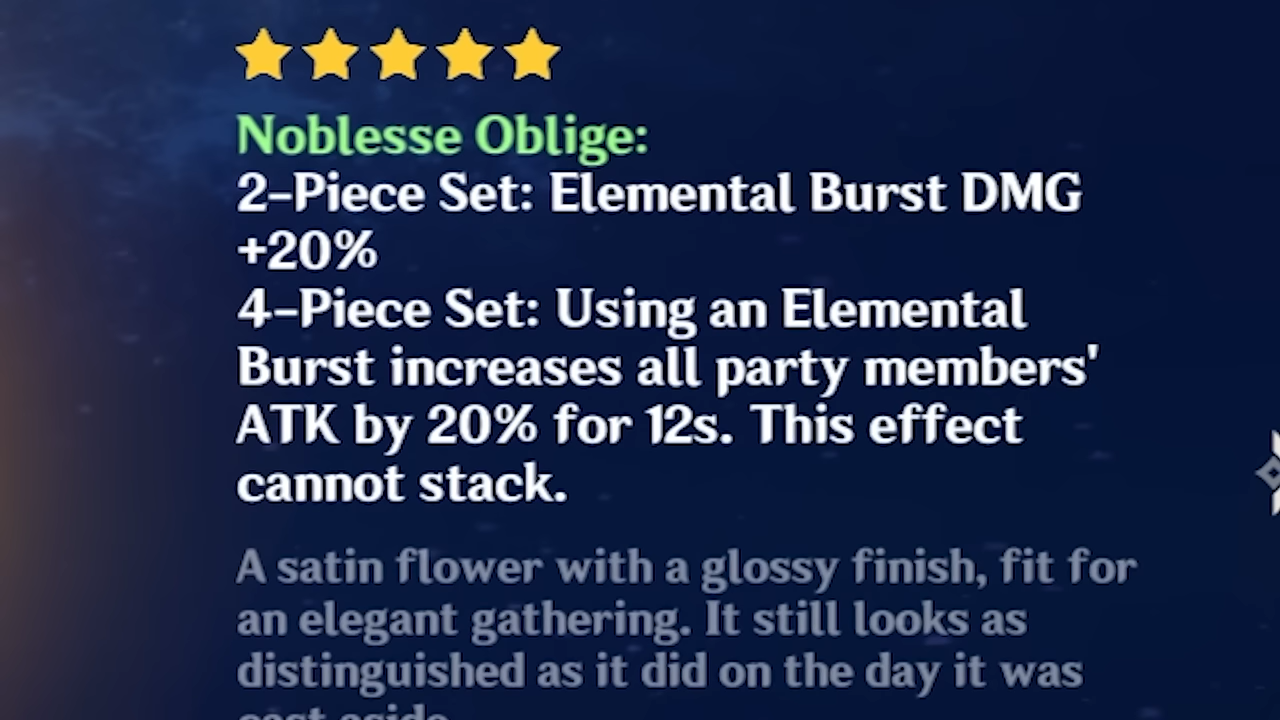 Noblesse Oblige:
2-Piece Set: Elemental Burst DMG
+20%
4-Piece Set: Using an Elemental
Burst increases all party members'
ATK by 20% for 12s. This effect
cannot stack.
A satin flower with a glossy finish, fit for
an elegant gathering. It still looks as
distinguished as it did on the day it was
cast aside.